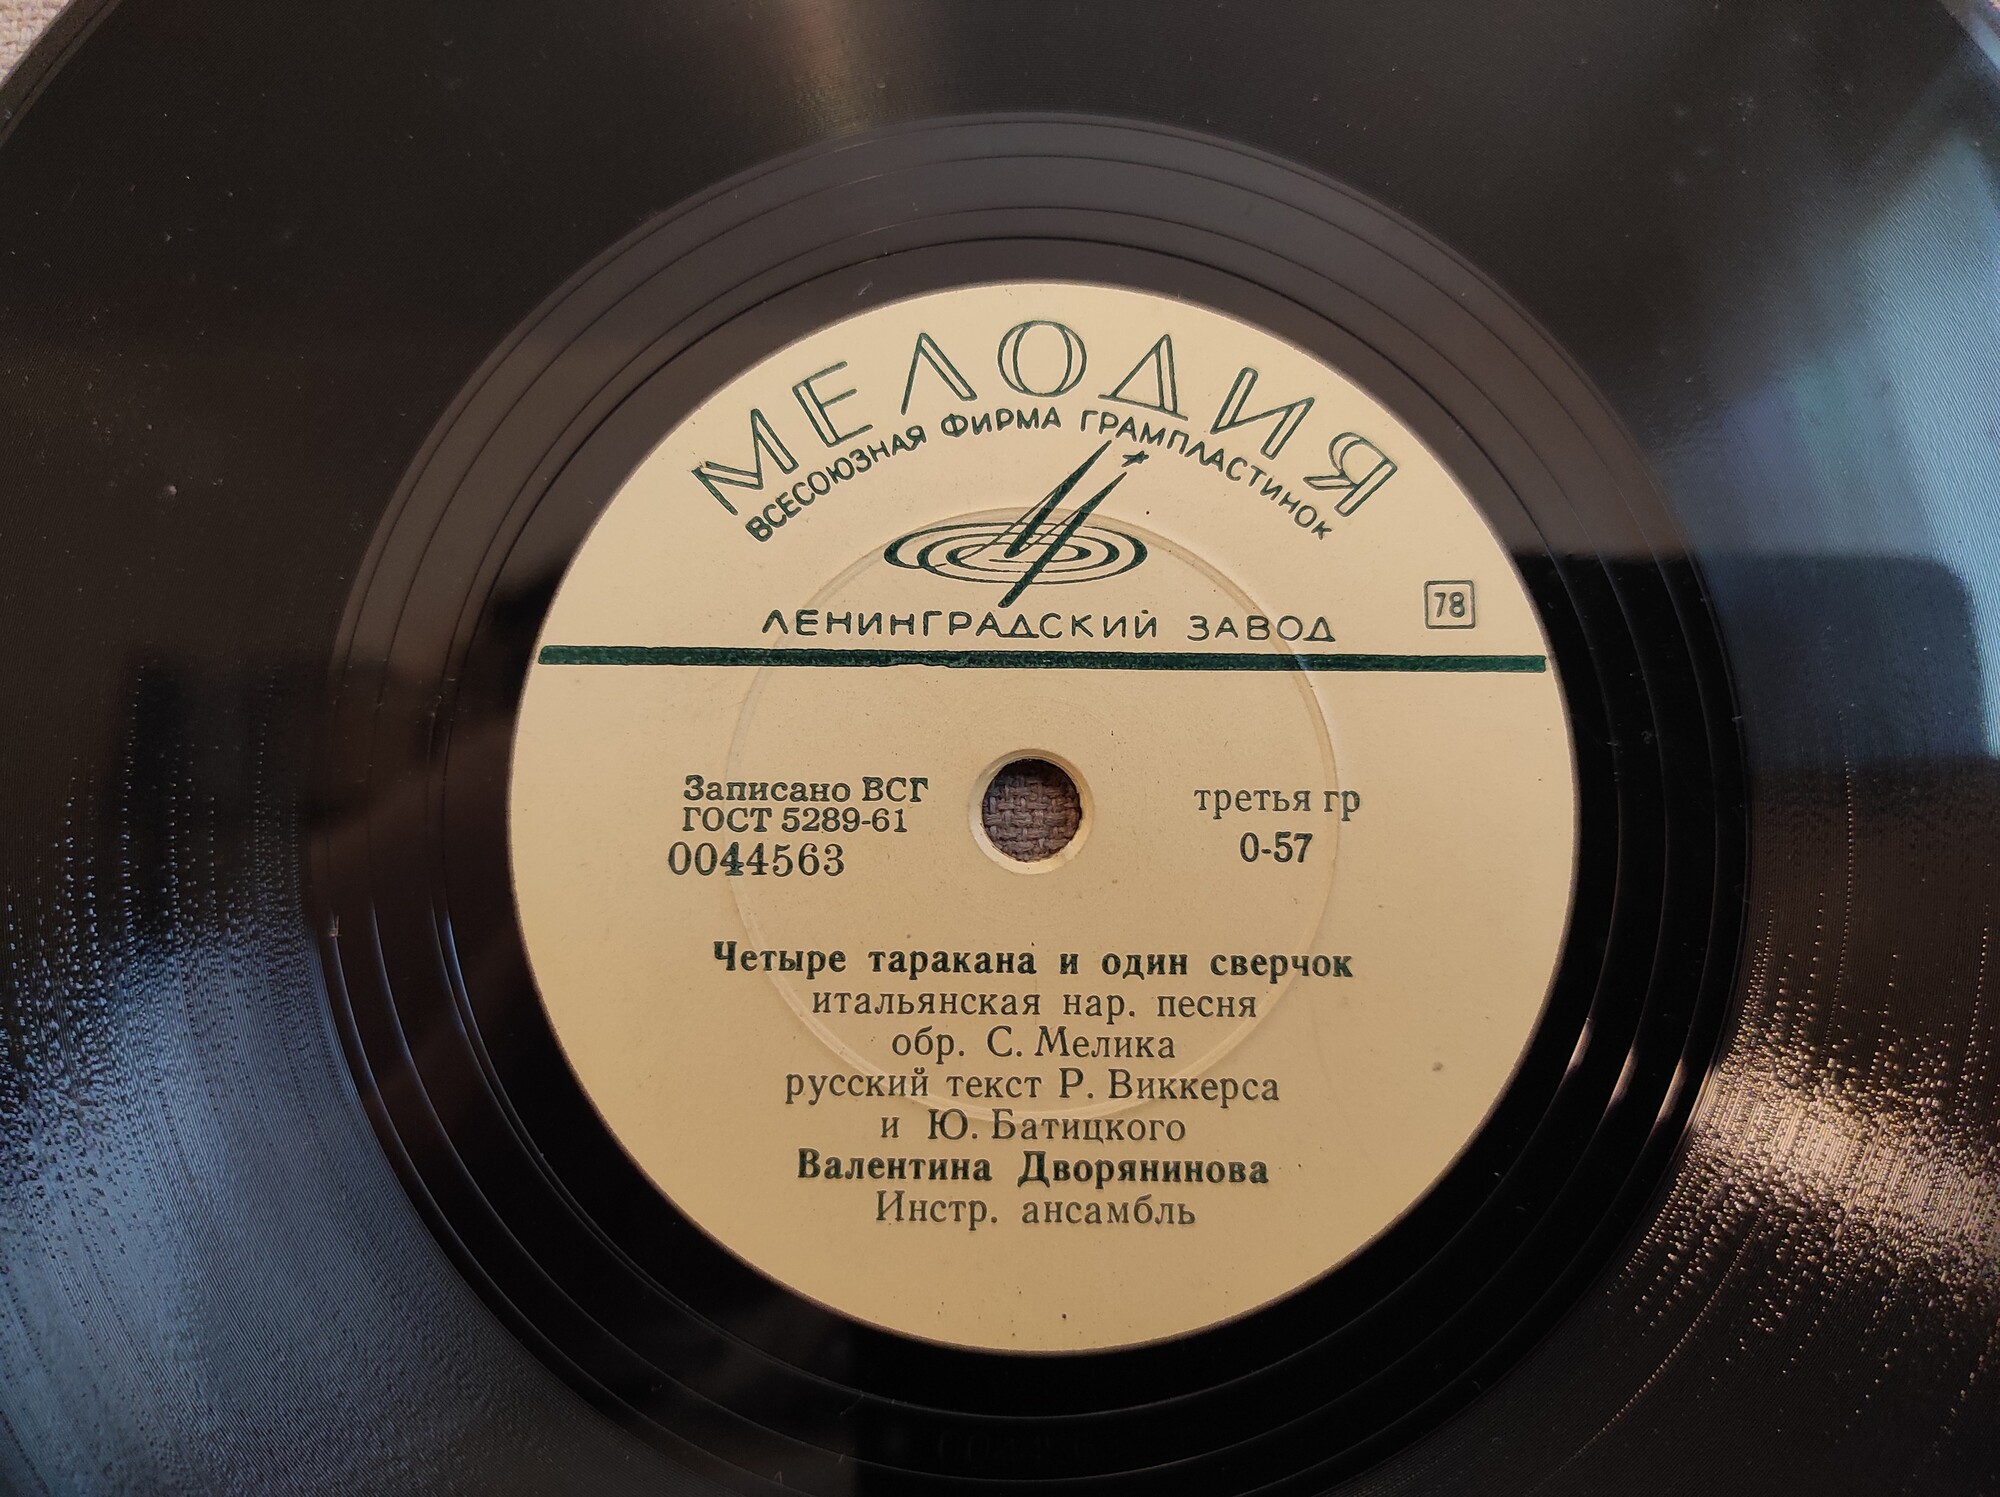 МЕЛОДИЯ
ВСЕСОЮЗНАЯ ФИРМА ГРАМПЛАСТИНОК
ЛЕНИНГРАДСКИЙ ЗАВОД
78
Записано ВСГ
ГОСТ 5289-61
0044563
третья гр
0-57
Четыре таракана и один сверчок
итальянская нар. песня
обр. С. Мелика
русский текст Р. Виккерса
и Ю. Батицкого
Валентина Дворянинова
Инстр. ансамбль